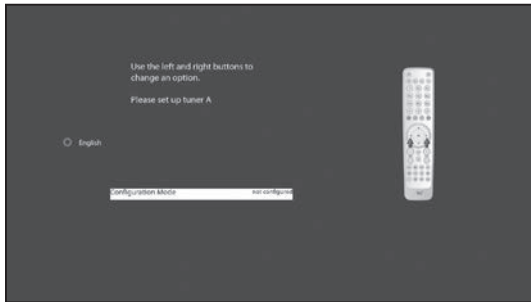 Use the left and right buttons to
change an option.
Please set up tuner A
English
Configuration Mode not configured